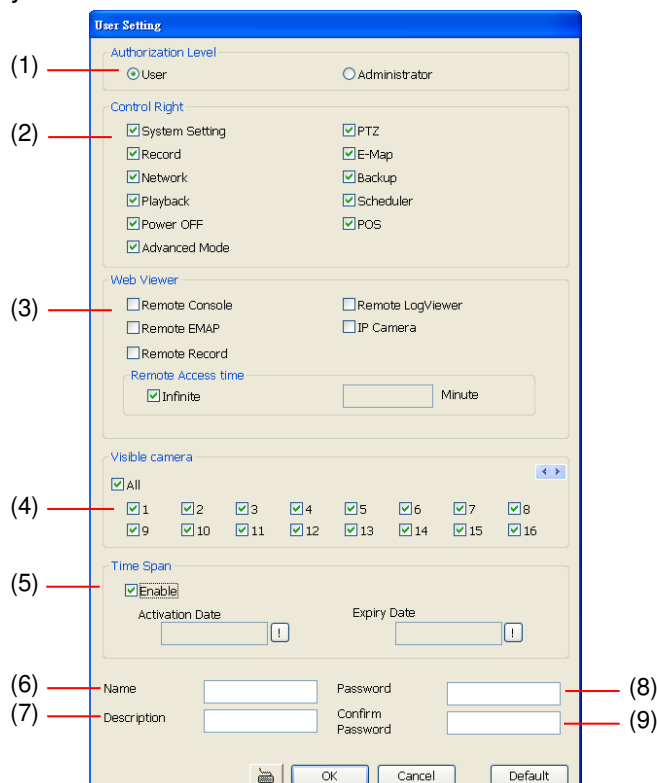 User Setting
Authorization Level
(1)
User
Administrator
Control Right
(2)
System Setting
PTZ
Record
E-Map
Network
Backup
Playback
Scheduler
Power OFF
POS
Advanced Mode
Web Viewer
(3)
Remote Console
Remote LogViewer
Remote EMAP
IP Camera
Remote Record
Remote Access time
Infinite
Minute
Visible camera
< >
All
(4)
1 2 3 4 5 6 7 8
9 10 11 12 13 14 15 16
Time Span
(5)
Enable
Activation Date
Expiry Date
!
!
(6)
Name
Password
(8)
(7)
Description
Confirm
Password
(9)
OK
Cancel
Default